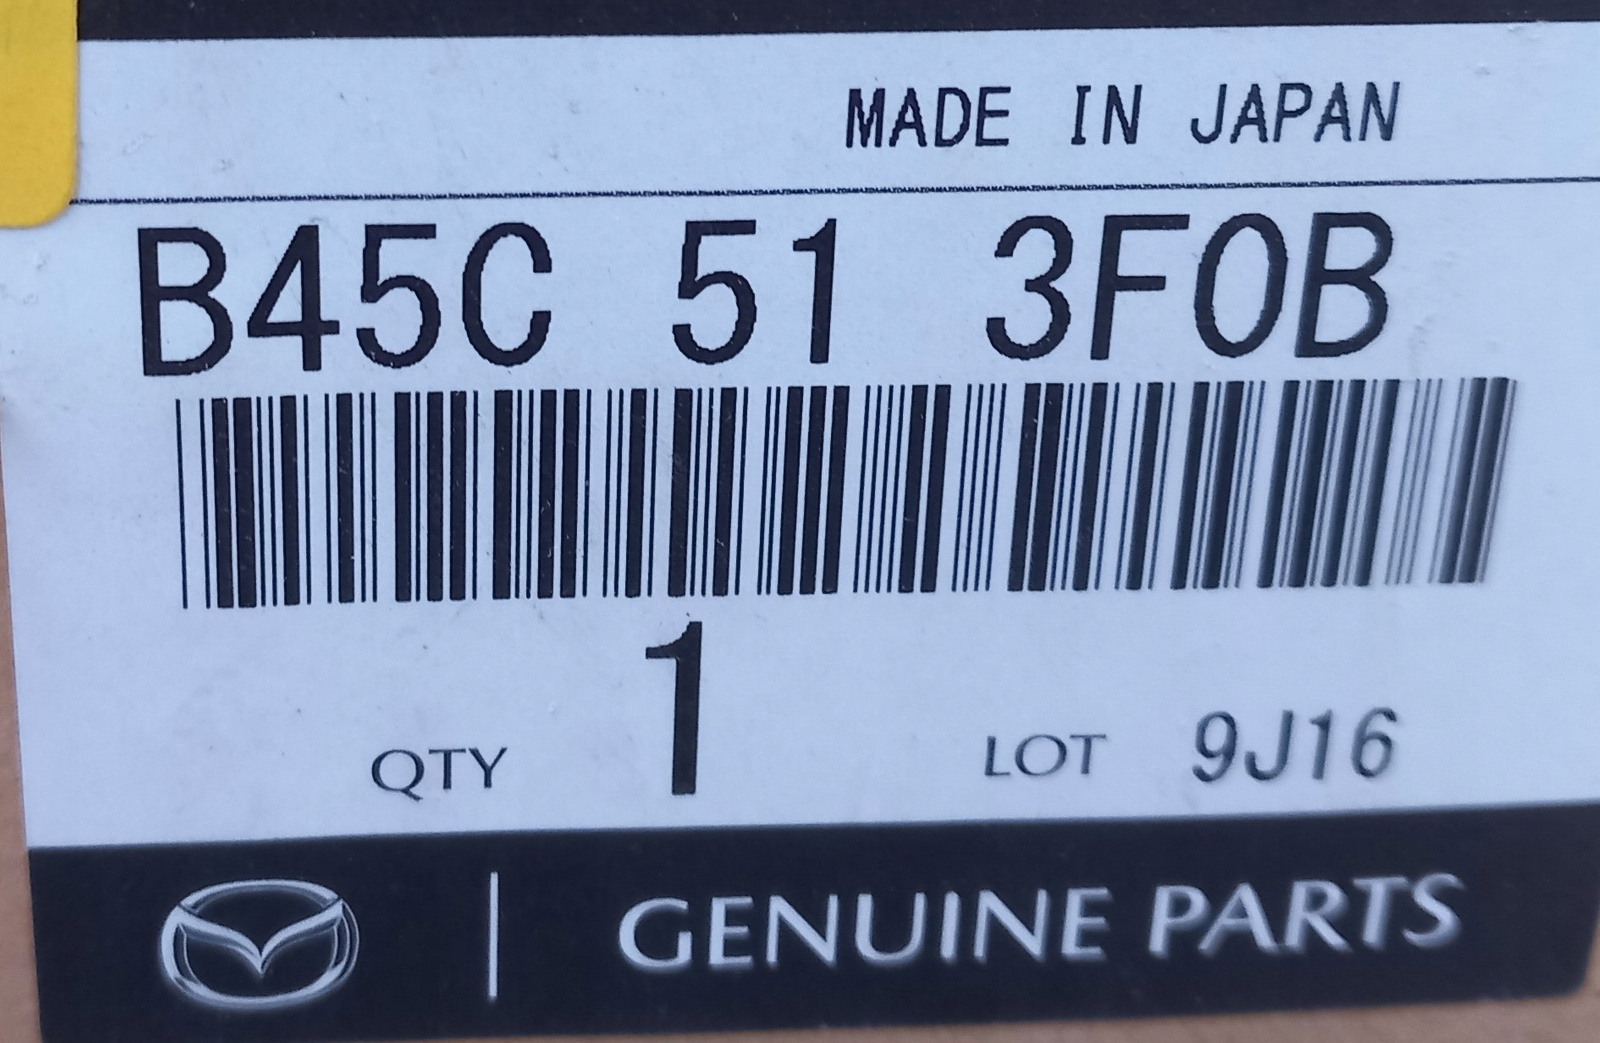 MADE IN JAPAN
B45C 51 3F0B
QTY 1 LOT 9J16
GENUINE PARTS